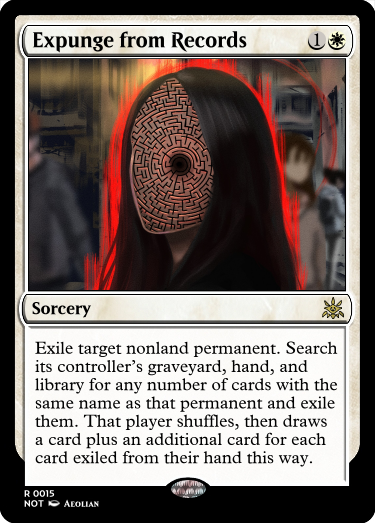 Expunge from Records 1
Sorcery
Exile target nonland permanent. Search
its controller's graveyard, hand, and
library for any number of cards with the
same name as that permanent and exile
them. That player shuffles, then draws
a card plus an additional card for each
card exiled from their hand this way.
R 0015
NOT • AEOLIAN